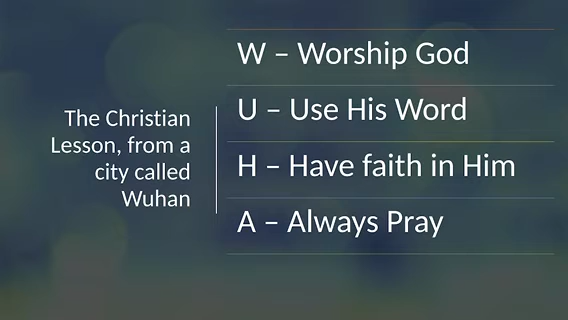 The Christian
Lesson, from a
city called
Wuhan
W – Worship God
U – Use His Word
H – Have faith in Him
A – Always Pray